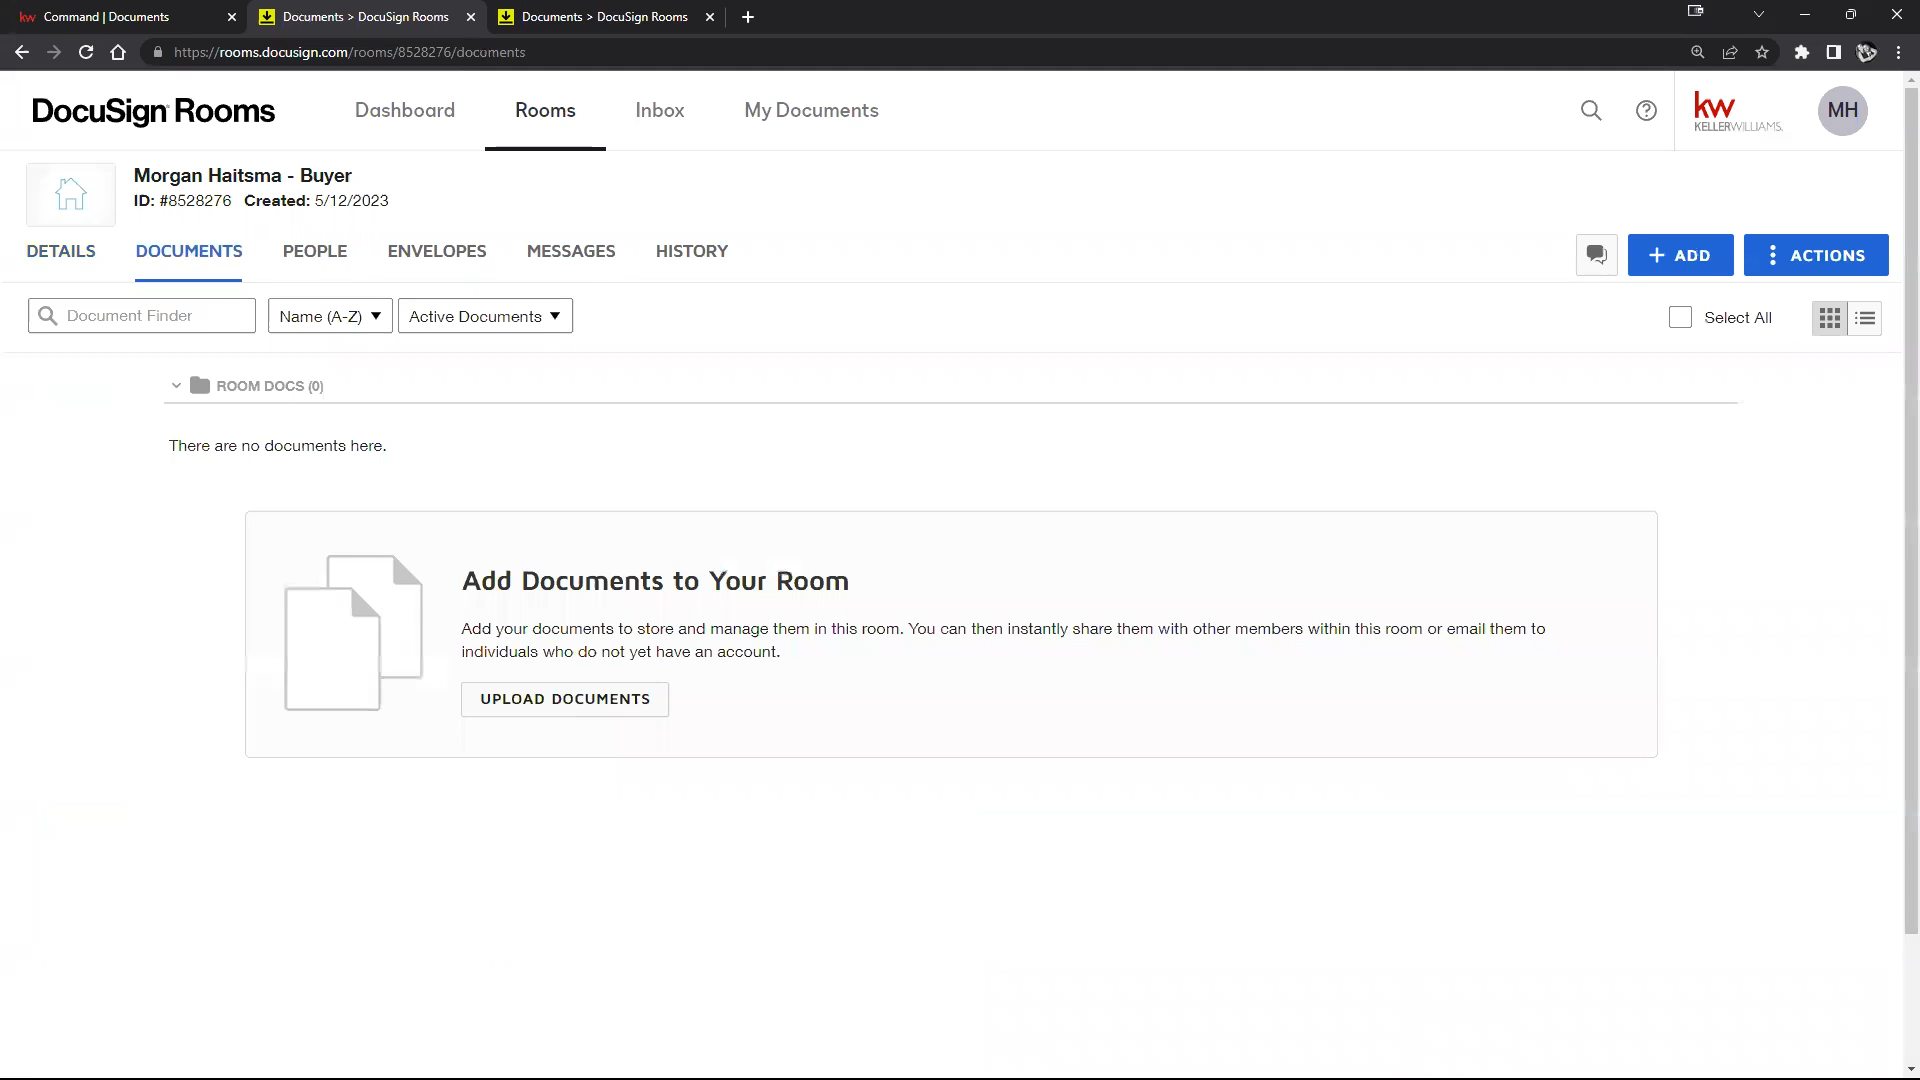 kw Command | Documents
Documents > DocuSign Rooms
Documents > DocuSign Rooms
https://rooms.docusign.com/rooms/8528276/documents
DocuSign Rooms
Dashboard
Rooms
Inbox
My Documents
kw
KELLERWILLIAMS.
MH
Morgan Haitsma - Buyer
ID: #8528276 Created: 5/12/2023
DETAILS
DOCUMENTS
PEOPLE
ENVELOPES
MESSAGES
HISTORY
+ ADD
ACTIONS
Document Finder
Name (A-Z)
Active Documents
Select All
ROOM DOCS (0)
There are no documents here.
Add Documents to Your Room
Add your documents to store and manage them in this room. You can then instantly share them with other members within this room or email them to
individuals who do not yet have an account.
UPLOAD DOCUMENTS